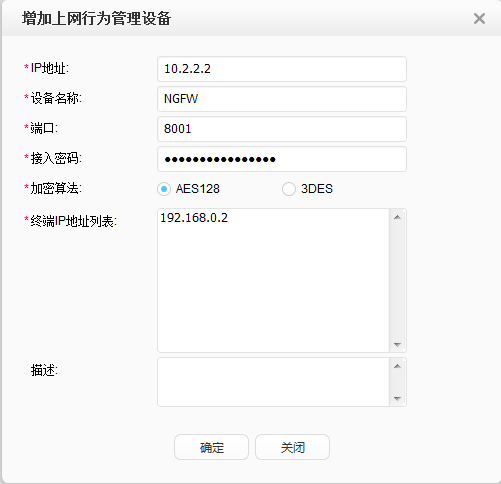 增加上网行为管理设备
*IP地址: 10.2.2.2
*设备名称: NGFW
*端口: 8001
*接入密码: ●●●●●●●●●●●●●●●●
*加密算法: AES128 3DES
*终端IP地址列表: 192.168.0.2
描述:
确定 关闭